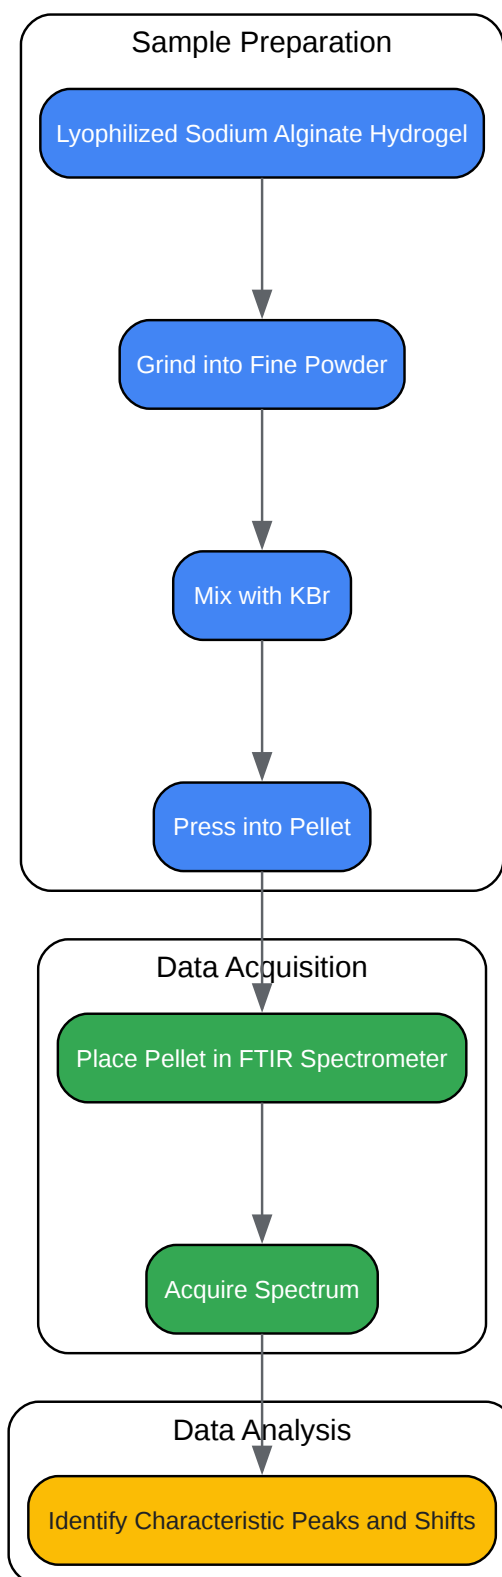 Sample Preparation
Lyophilized Sodium Alginate Hydrogel
Grind into Fine Powder
Mix with KBr
Press into Pellet
Data Acquisition
Place Pellet in FTIR Spectrometer
Acquire Spectrum
Data Analysis
Identify Characteristic Peaks and Shifts